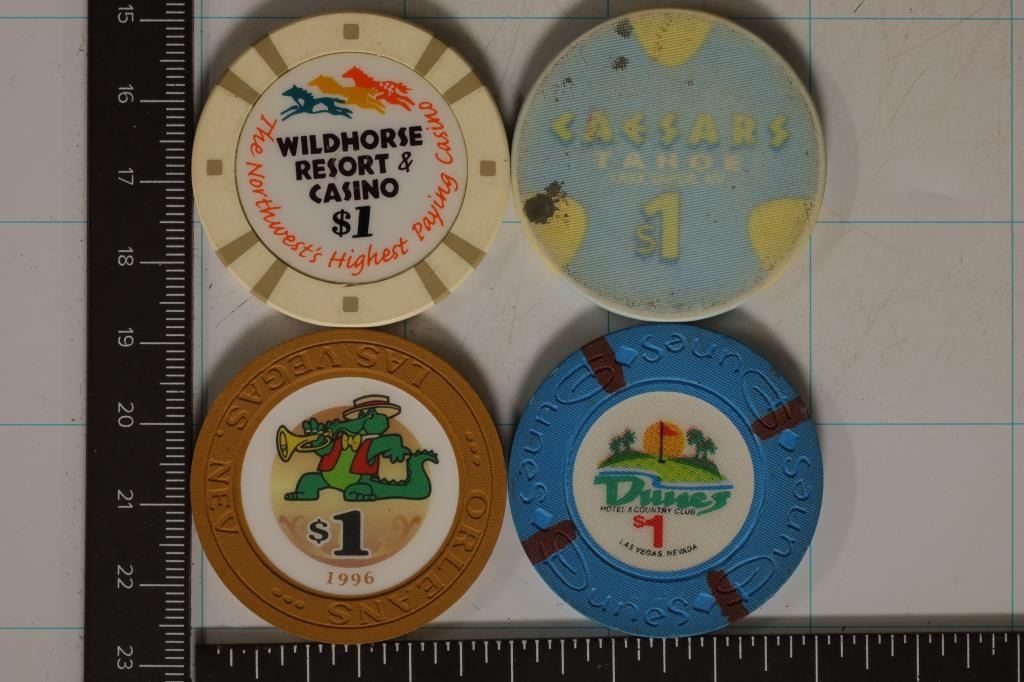 15
16
17
18
19
20
21
22
23
WILDHORSE
RESORT &
CASINO
$1
The Northwest's Highest Paying Casino
CAESARS
TAHOE
$1
... ORLEANS ...
LAS VEGAS, NEV
$1
1996
Dunes
Dunes
Dunes
Dunes
Dunes
Dunes
HOTEL & COUNTRY CLUB
$1
LAS VEGAS, NEVADA